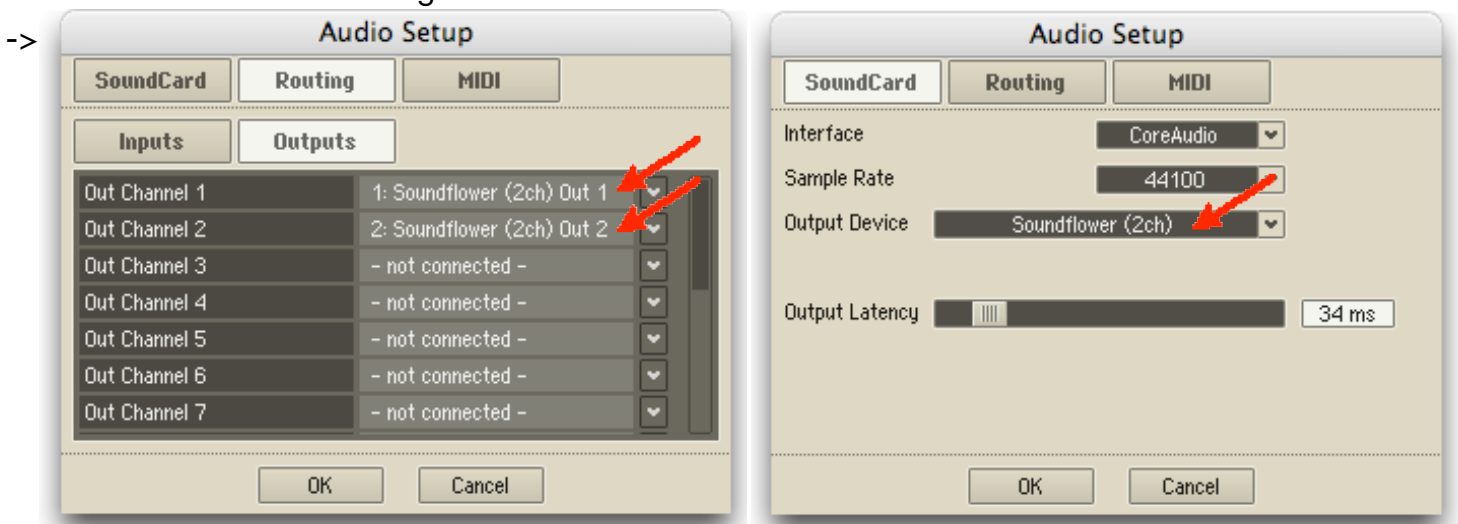 ->
Audio Setup
SoundCard Routing MIDI
Inputs Outputs
Out Channel 1 1: Soundflower (2ch) Out 1
Out Channel 2 2: Soundflower (2ch) Out 2
Out Channel 3 - not connected -
Out Channel 4 - not connected -
Out Channel 5 - not connected -
Out Channel 6 - not connected -
Out Channel 7 - not connected -
OK Cancel
Audio Setup
SoundCard Routing MIDI
Interface CoreAudio
Sample Rate 44100
Output Device Soundflower (2ch)
Output Latency 34 ms
OK Cancel